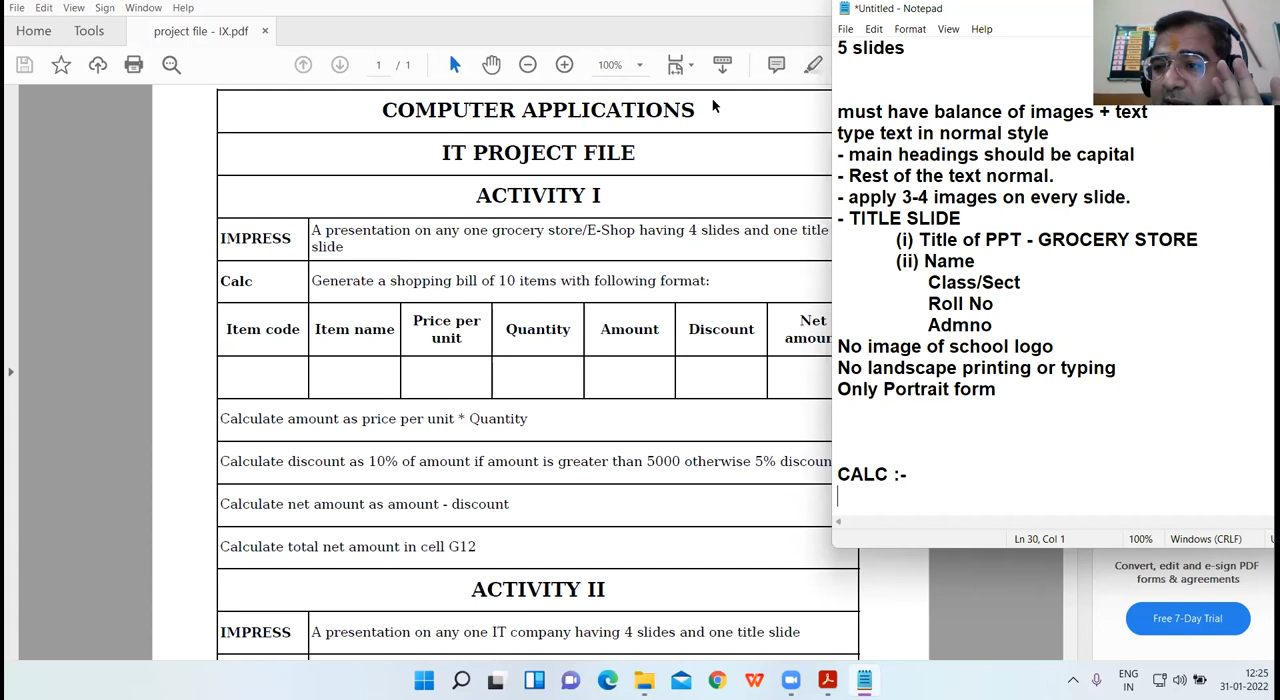 File Edit View Sign Window Help
Home Tools project file - IX.pdf ×
1 / 1 100%
COMPUTER APPLICATIONS
IT PROJECT FILE
ACTIVITY I
IMPRESS A presentation on any one grocery store/E-Shop having 4 slides and one title slide
Calc Generate a shopping bill of 10 items with following format:
Item code Item name Price per unit Quantity Amount Discount Net amoun
Calculate amount as price per unit * Quantity
Calculate discount as 10% of amount if amount is greater than 5000 otherwise 5% discoun
Calculate net amount as amount - discount
Calculate total net amount in cell G12
ACTIVITY II
IMPRESS A presentation on any one IT company having 4 slides and one title slide
*Untitled - Notepad
File Edit Format View Help
5 slides
must have balance of images + text
type text in normal style
- main headings should be capital
- Rest of the text normal.
- apply 3-4 images on every slide.
- TITLE SLIDE
(i) Title of PPT - GROCERY STORE
(ii) Name
Class/Sect
Roll No
Admno
No image of school logo
No landscape printing or typing
Only Portrait form
CALC :-
Ln 30, Col 1 100% Windows (CRLF)
Convert, edit and e-sign PDF
forms & agreements
Free 7-Day Trial
ENG
IN
12:25
31-01-2022